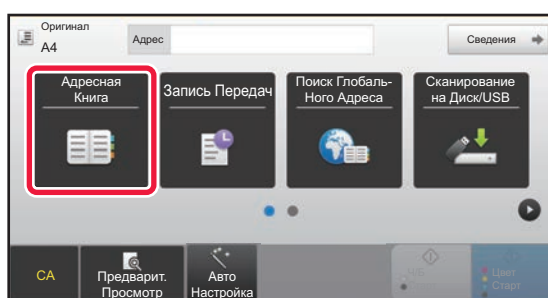 Оригинал
A4
Адрес
Сведения
Адресная
Книга
Запись Передач
Поиск Глобаль-
Ного Адреса
Сканирование
на Диск/USB
CA
Предварит.
Просмотр
Авто
Настройка
Ч/Б
Старт
Цвет
Старт